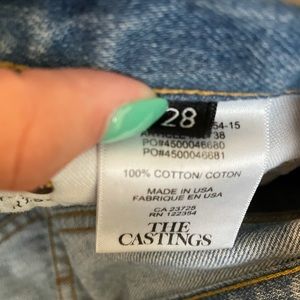 28
54-15
38
PO#4500046680
PO#4500046681
100% COTTON/ COTON
MADE IN USA
FABRIQUE EN USA
CA 23725
RN 122354
THE
CASTINGS